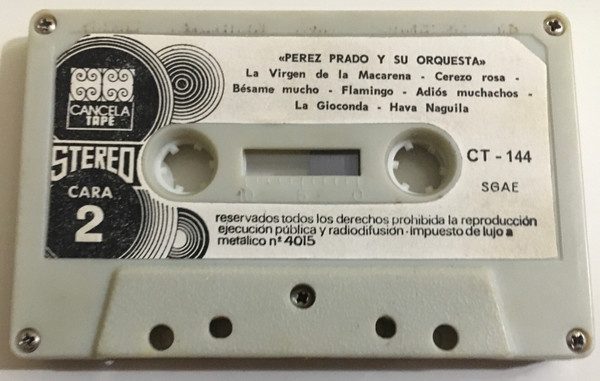 «PEREZ PRADO Y SU ORQUESTA»
La Virgen de la Macarena - Cerezo rosa -
Bésame mucho - Flamingo - Adiós muchachos -
La Gioconda - Hava Naguila
CANCELA
TAPE
STEREO
CARA
2
CT - 144
SGAE
reservados todos los derechos prohibida la reproducción
ejecución pública y radiodifusión · impuesto de lujo a
metálico nº 4015